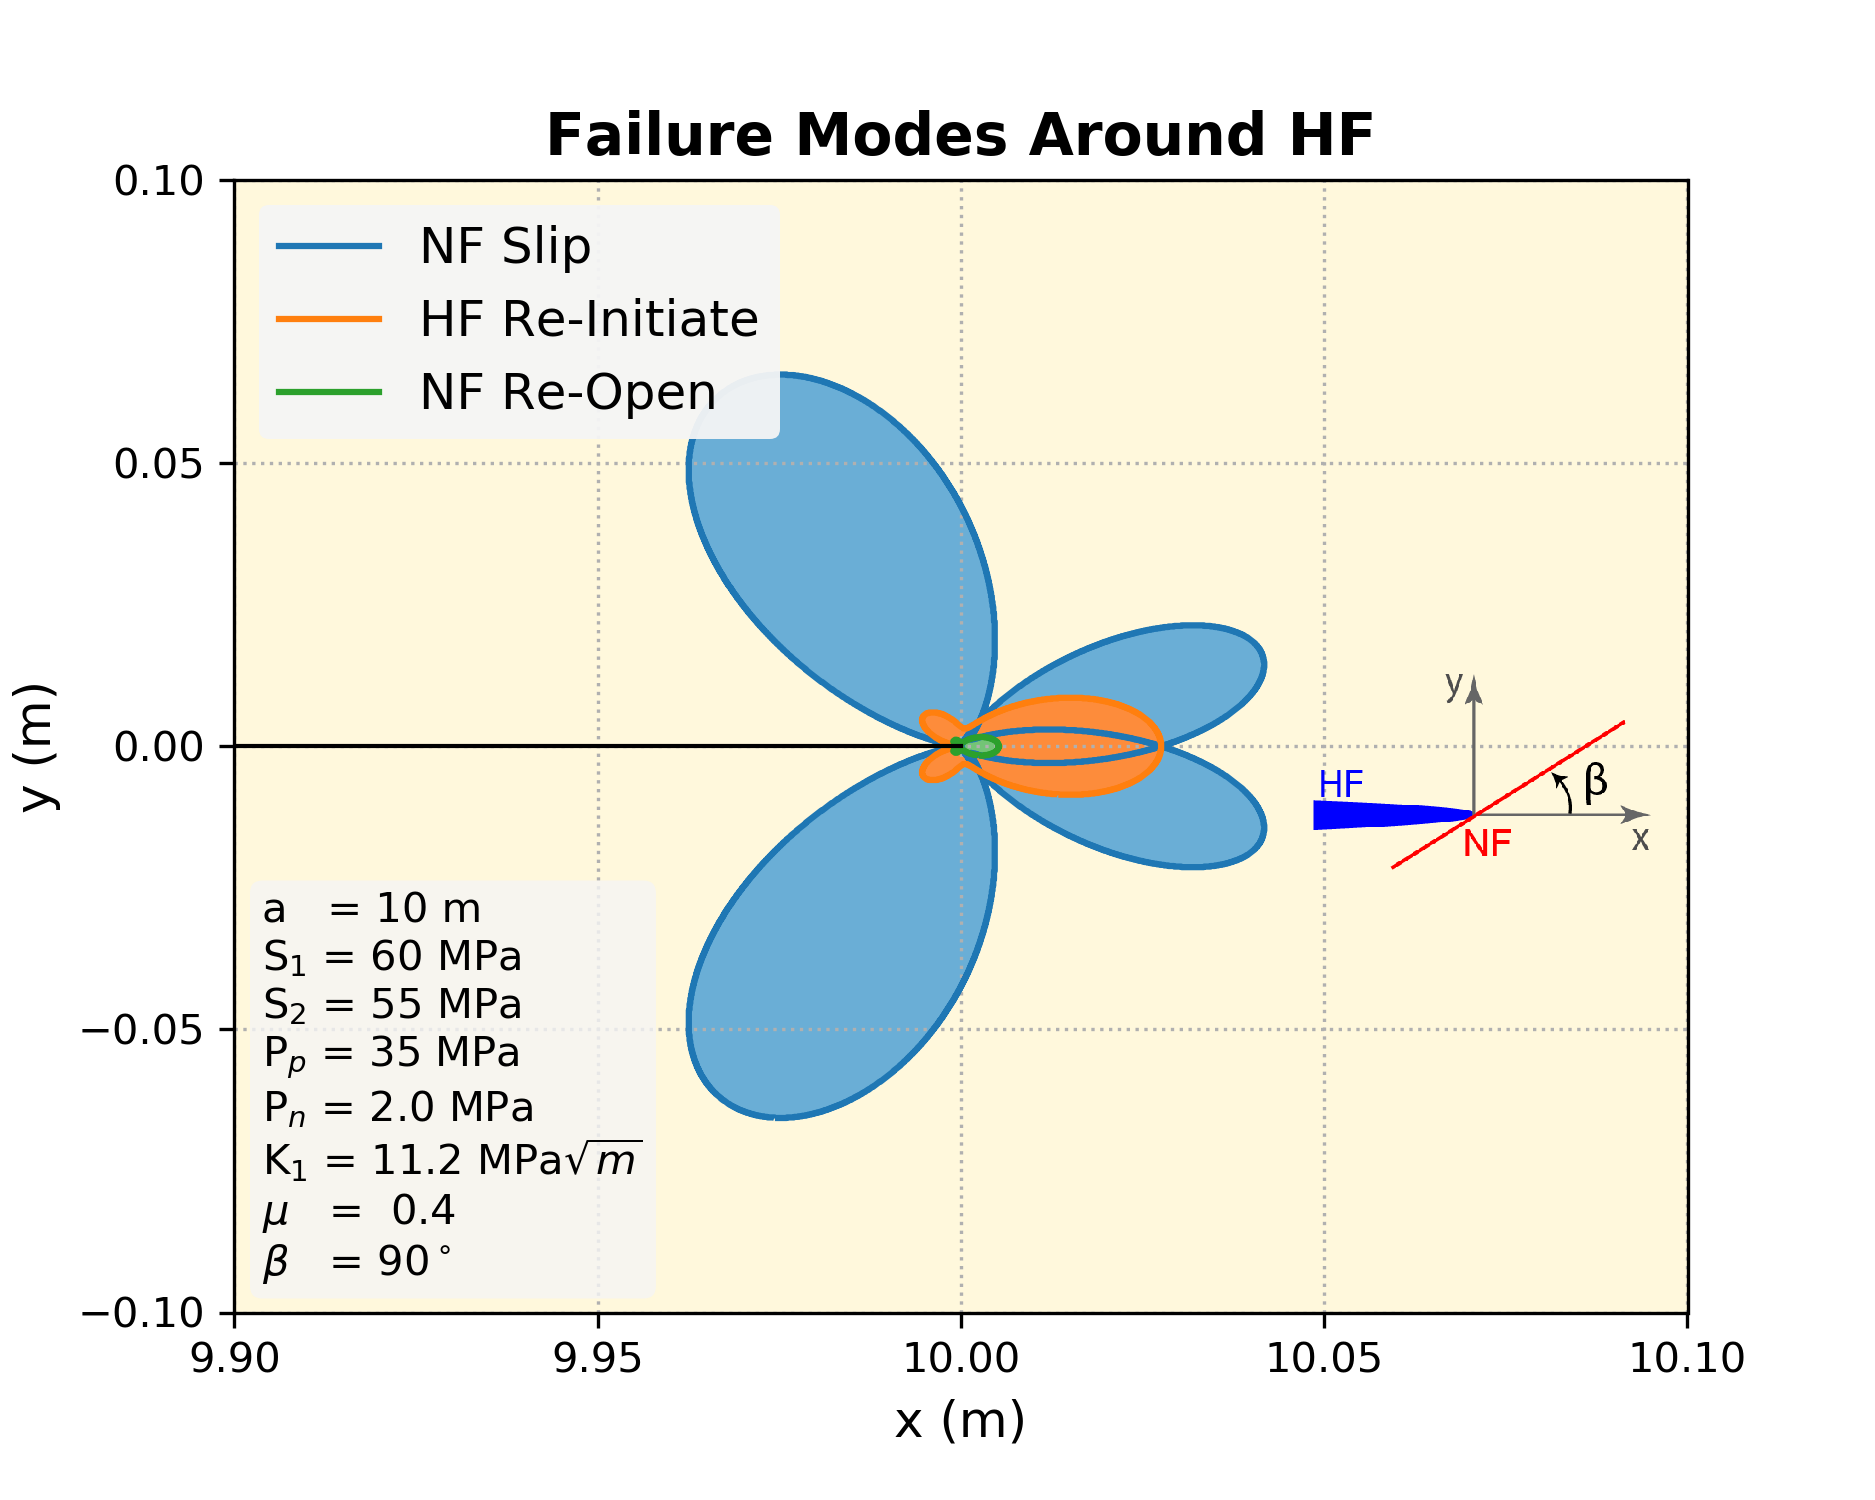 Failure Modes Around HF
0.10
0.05
0.00
−0.05
−0.10
y (m)
NF Slip
HF Re-Initiate
NF Re-Open
a = 10 m
S₁ = 60 MPa
S₂ = 55 MPa
Pₚ = 35 MPa
Pₙ = 2.0 MPa
K₁ = 11.2 MPa√m
μ = 0.4
β = 90°
y
HF
β
NF
x
9.90
9.95
10.00
10.05
10.10
x (m)